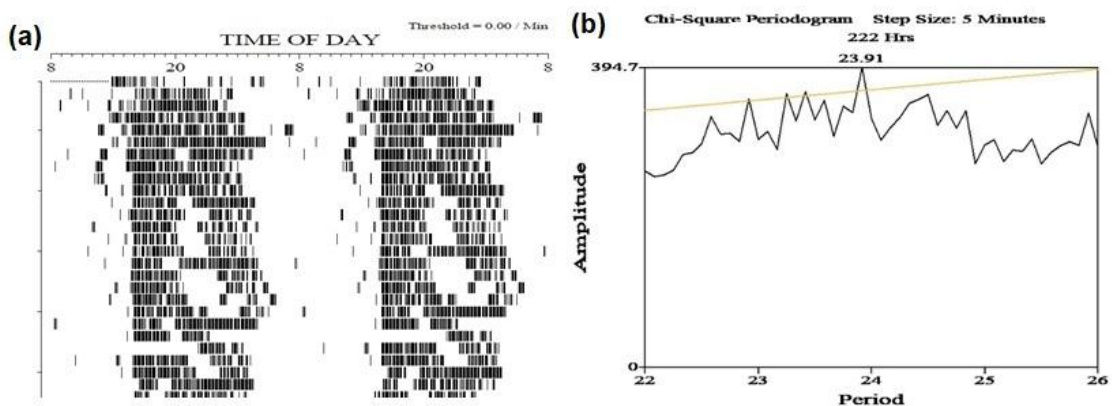 (a)
Threshold = 0.00 / Min
TIME OF DAY
8 20 8 20 8
(b)
Chi-Square Periodogram Step Size: 5 Minutes
222 Hrs
23.91
394.7
Amplitude
0
22 23 24 25 26
Period